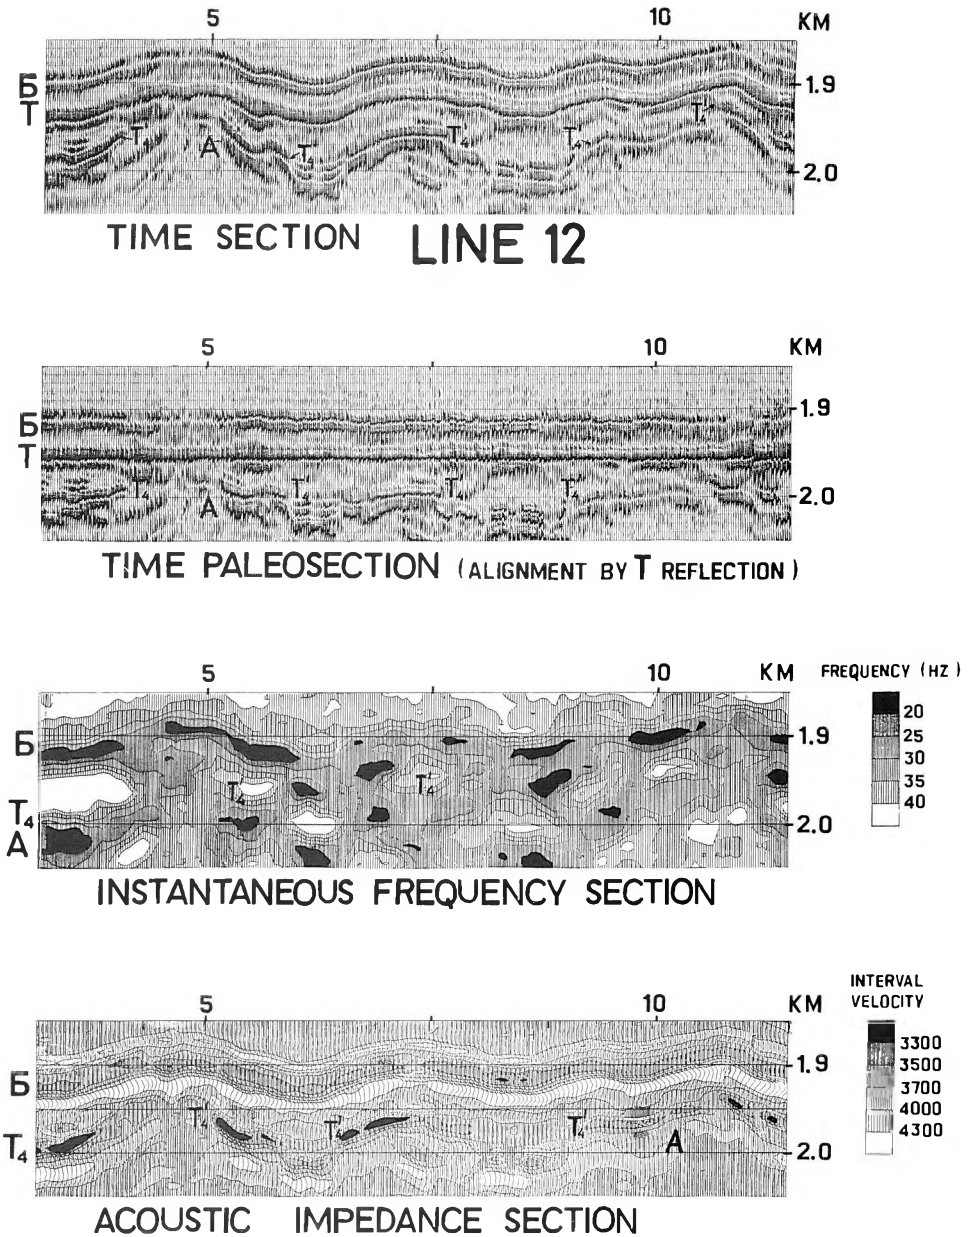 5 10 KM
Б
Т
1.9
T₄'
A
T₄'
T₄'
T₄'
T₄'
2.0
TIME SECTION LINE 12
5 10 KM
Б
Т
1.9
T₄'
A
T₄'
T₄'
T₄'
2.0
TIME PALEOSECTION (ALIGNMENT BY T REFLECTION)
5 10 KM
FREQUENCY (HZ)
20
25
30
35
40
Б
1.9
T₄'
T₄'
T₄
A
2.0
INSTANTANEOUS FREQUENCY SECTION
5 10 KM
INTERVAL
VELOCITY
3300
3500
3700
4000
4300
Б
1.9
T₄'
T₄'
T₄'
A
T₄
2.0
ACOUSTIC IMPEDANCE SECTION